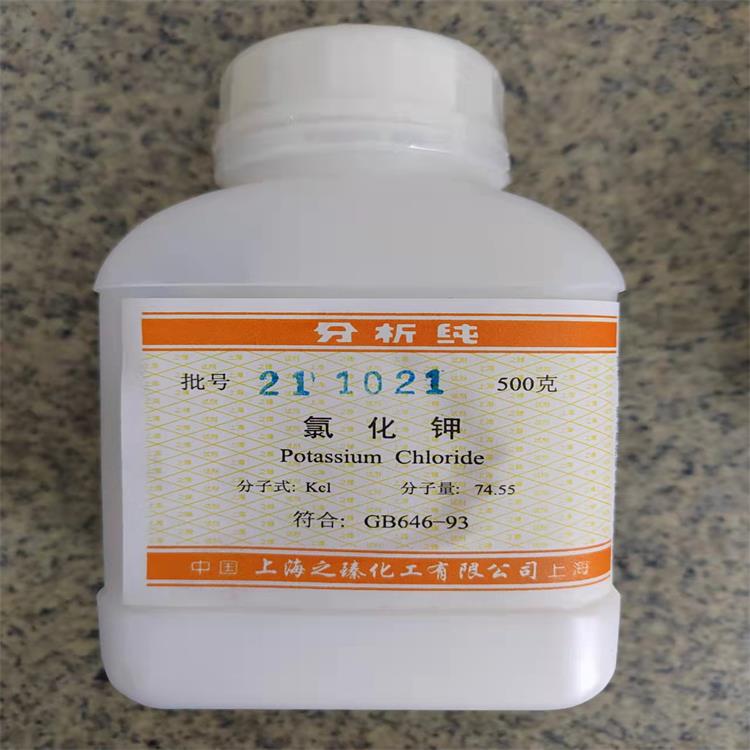 分析纯
批号 21 1021 500克
氯化钾
Potassium Chloride
分子式: Kcl 分子量: 74.55
符合: GB646-93
中国 上海之臻化工有限公司 上海